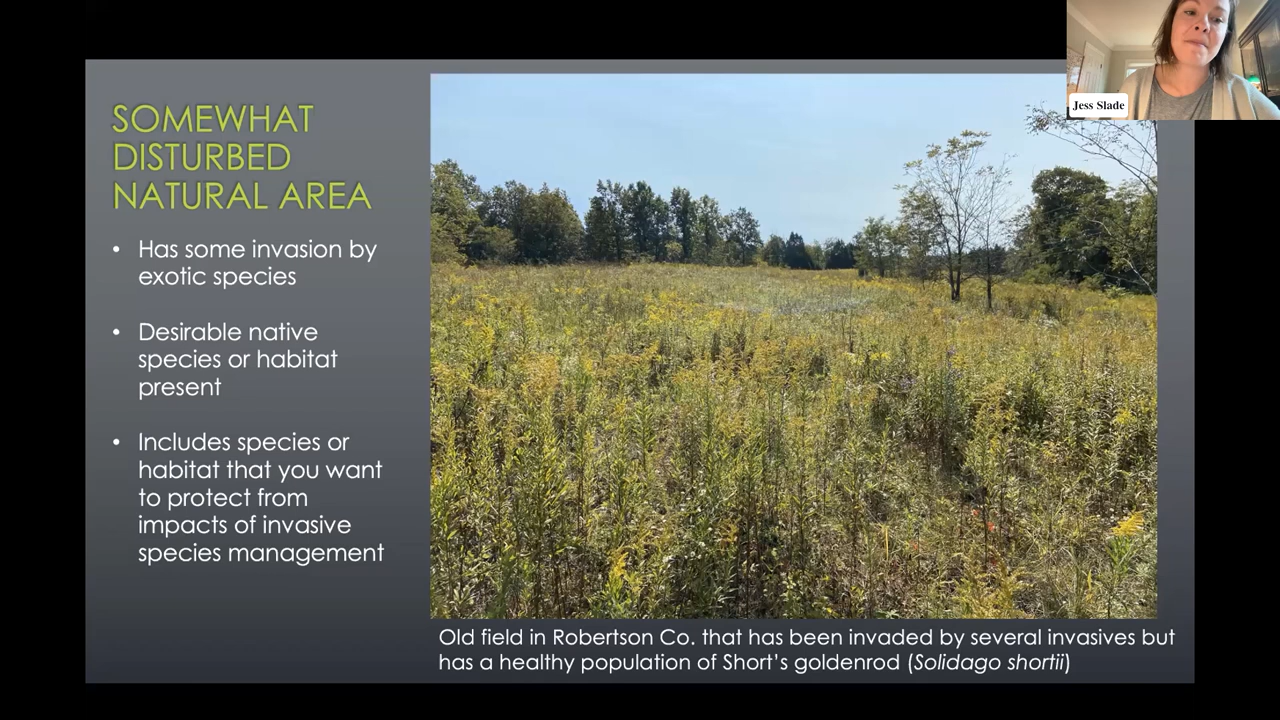 Jess Slade
SOMEWHAT
DISTURBED
NATURAL AREA
• Has some invasion by
exotic species
• Desirable native
species or habitat
present
• Includes species or
habitat that you want
to protect from
impacts of invasive
species management
Old field in Robertson Co. that has been invaded by several invasives but
has a healthy population of Short’s goldenrod (Solidago shortii)